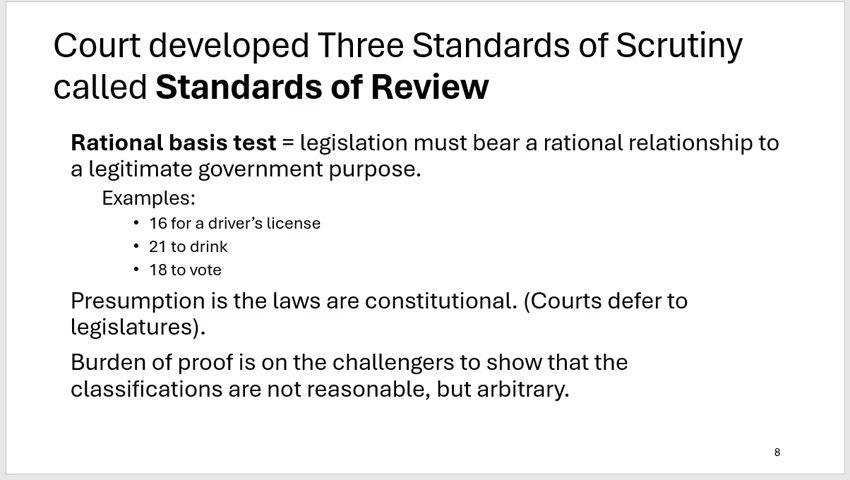 Court developed Three Standards of Scrutiny
called Standards of Review
Rational basis test = legislation must bear a rational relationship to
a legitimate government purpose.
Examples:
• 16 for a driver’s license
• 21 to drink
• 18 to vote
Presumption is the laws are constitutional. (Courts defer to
legislatures).
Burden of proof is on the challengers to show that the
classifications are not reasonable, but arbitrary.
8